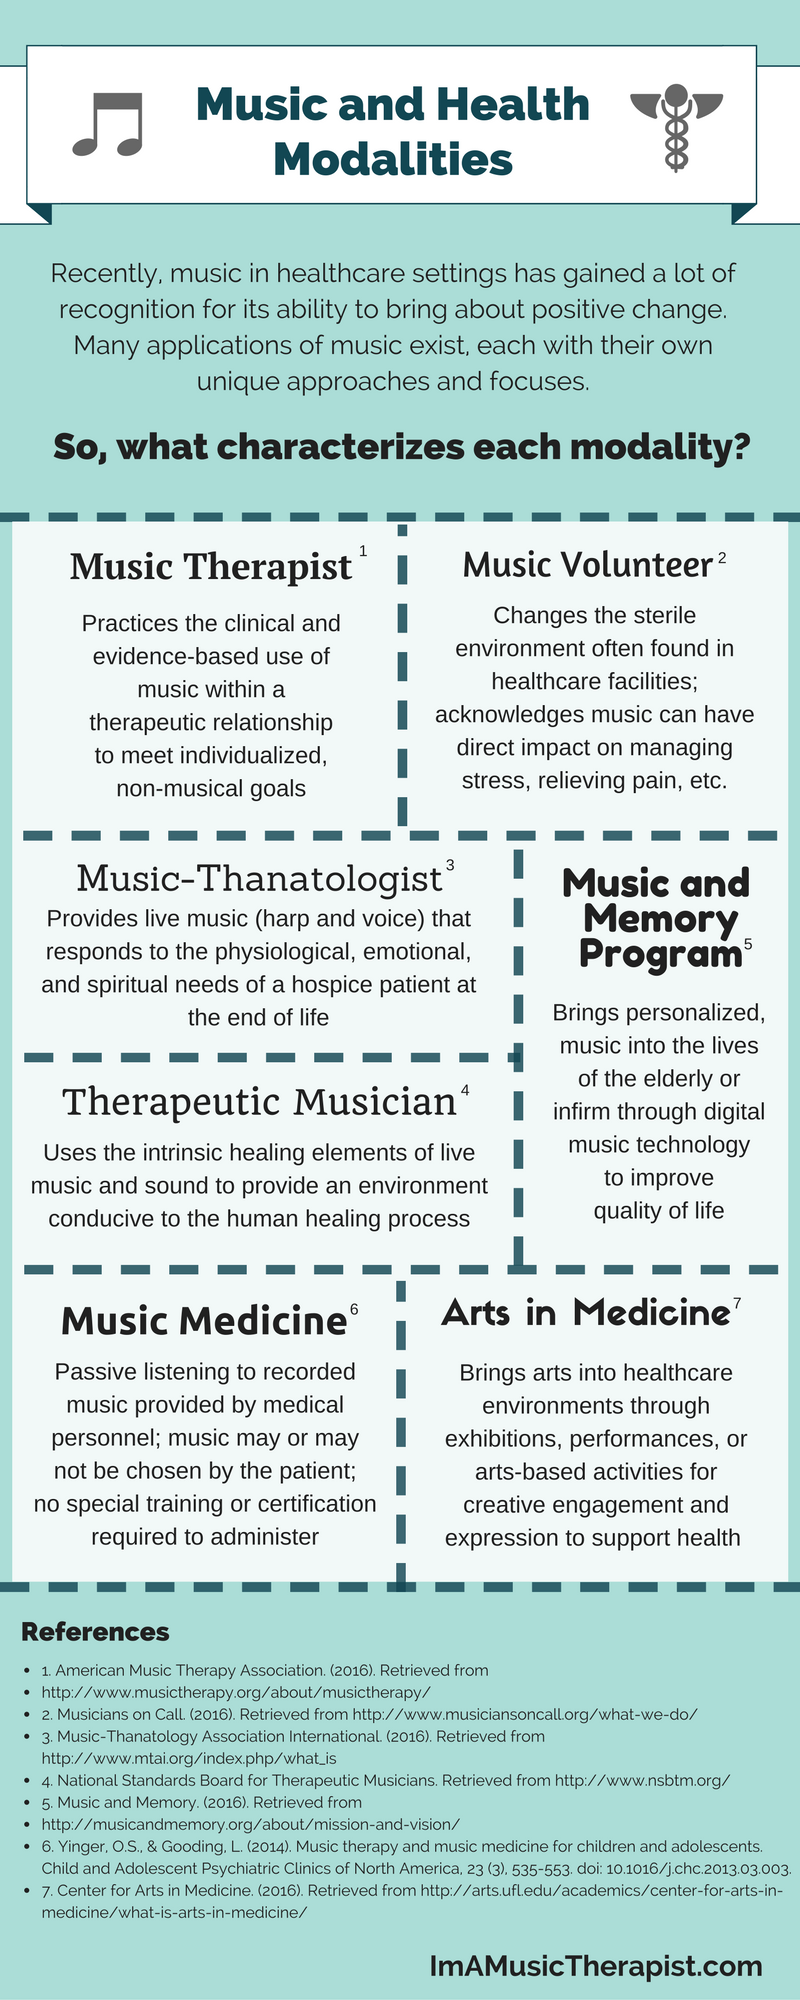 Music and Health
Modalities
Recently, music in healthcare settings has gained a lot of
recognition for its ability to bring about positive change.
Many applications of music exist, each with their own
unique approaches and focuses.
So, what characterizes each modality?
Music Therapist 1
Practices the clinical and
evidence-based use of
music within a
therapeutic relationship
to meet individualized,
non-musical goals
Music Volunteer 2
Changes the sterile
environment often found in
healthcare facilities;
acknowledges music can have
direct impact on managing
stress, relieving pain, etc.
Music-Thanatologist 3
Provides live music (harp and voice) that
responds to the physiological, emotional,
and spiritual needs of a hospice patient at
the end of life
Therapeutic Musician 4
Uses the intrinsic healing elements of live
music and sound to provide an environment
conducive to the human healing process
Music and
Memory
Program 5
Brings personalized,
music into the lives
of the elderly or
infirm through digital
music technology
to improve
quality of life
Music Medicine 6
Passive listening to recorded
music provided by medical
personnel; music may or may
not be chosen by the patient;
no special training or certification
required to administer
Arts in Medicine 7
Brings arts into healthcare
environments through
exhibitions, performances, or
arts-based activities for
creative engagement and
expression to support health
References
• 1. American Music Therapy Association. (2016). Retrieved from
• http://www.musictherapy.org/about/musictherapy/
• 2. Musicians on Call. (2016). Retrieved from http://www.musiciansoncall.org/what-we-do/
• 3. Music-Thanatology Association International. (2016). Retrieved from
http://www.mtai.org/index.php/what_is
• 4. National Standards Board for Therapeutic Musicians. Retrieved from http://www.nsbtm.org/
• 5. Music and Memory. (2016). Retrieved from
• http://musicandmemory.org/about/mission-and-vision/
• 6. Yinger, O.S., & Gooding, L. (2014). Music therapy and music medicine for children and adolescents.
Child and Adolescent Psychiatric Clinics of North America, 23 (3), 535-553. doi: 10.1016/j.chc.2013.03.003.
• 7. Center for Arts in Medicine. (2016). Retrieved from http://arts.ufl.edu/academics/center-for-arts-in-
medicine/what-is-arts-in-medicine/
ImAMusicTherapist.com